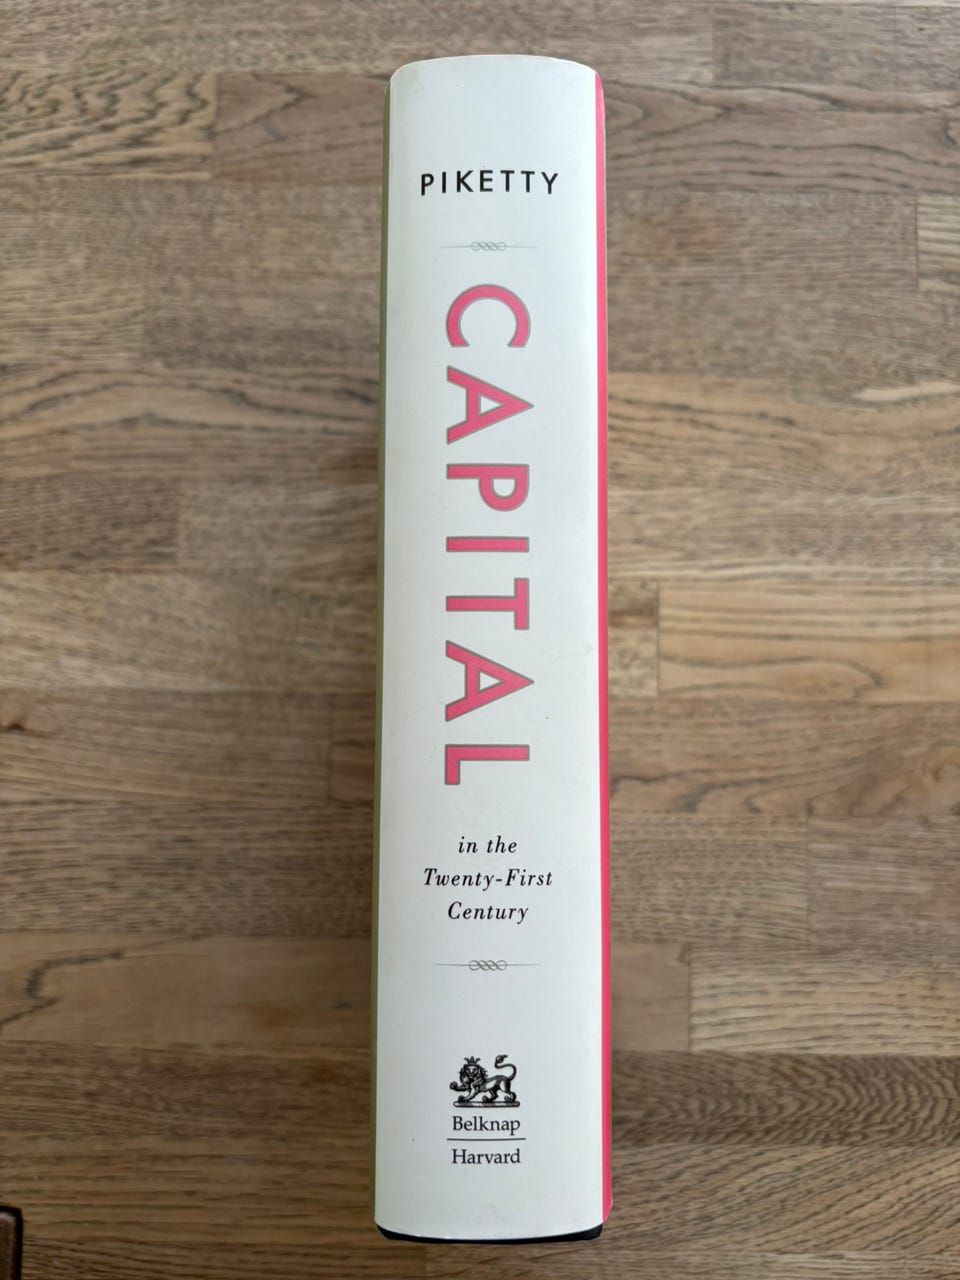 PIKETTY
CAPITAL
in the
Twenty-First
Century
Belknap
Harvard